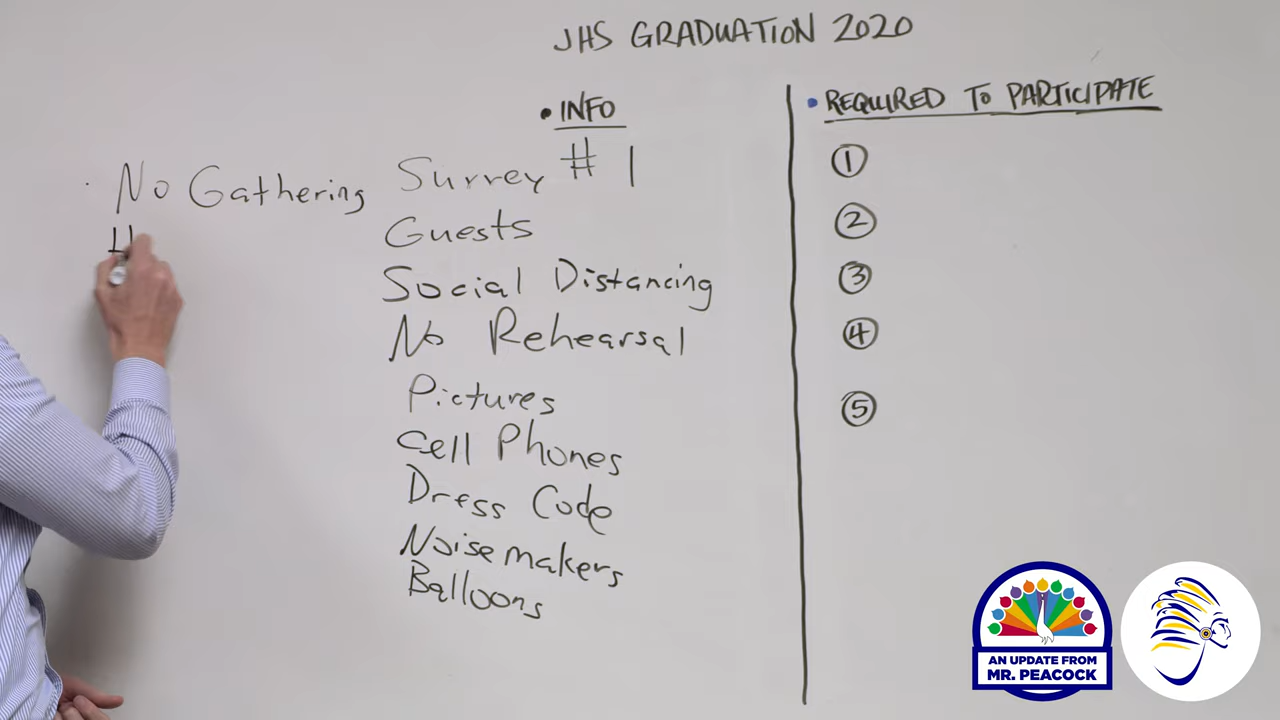 JHS GRADUATION 2020
• INFO
No Gathering
Survey # 1
Guests
Social Distancing
No Rehearsal
Pictures
Cell Phones
Dress Code
Noisemakers
Balloons
• REQUIRED TO PARTICIPATE
①
②
③
④
⑤
AN UPDATE FROM
MR. PEACOCK